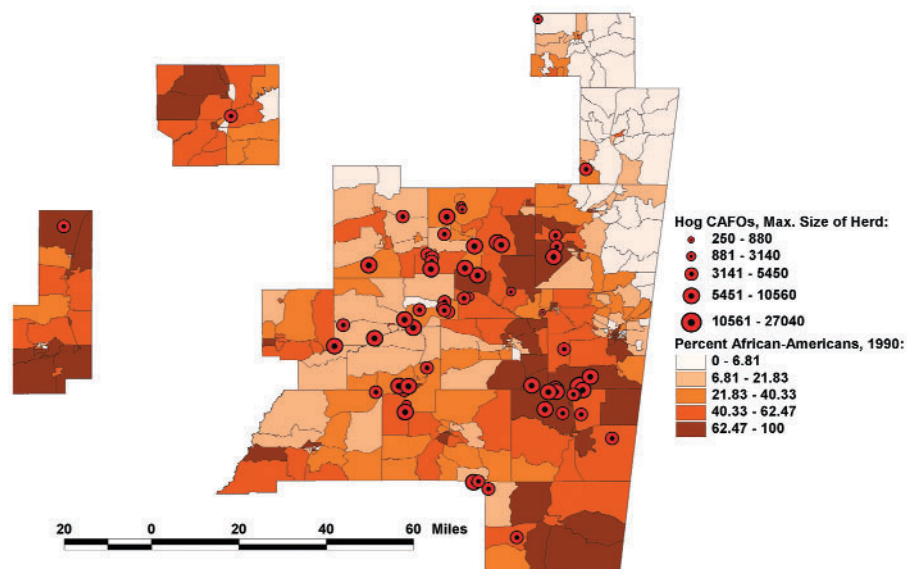 Hog CAFOs, Max. Size of Herd:
250 - 880
881 - 3140
3141 - 5450
5451 - 10560
10561 - 27040
Percent African-Americans, 1990:
0 - 6.81
6.81 - 21.83
21.83 - 40.33
40.33 - 62.47
62.47 - 100
20 0 20 40 60 Miles